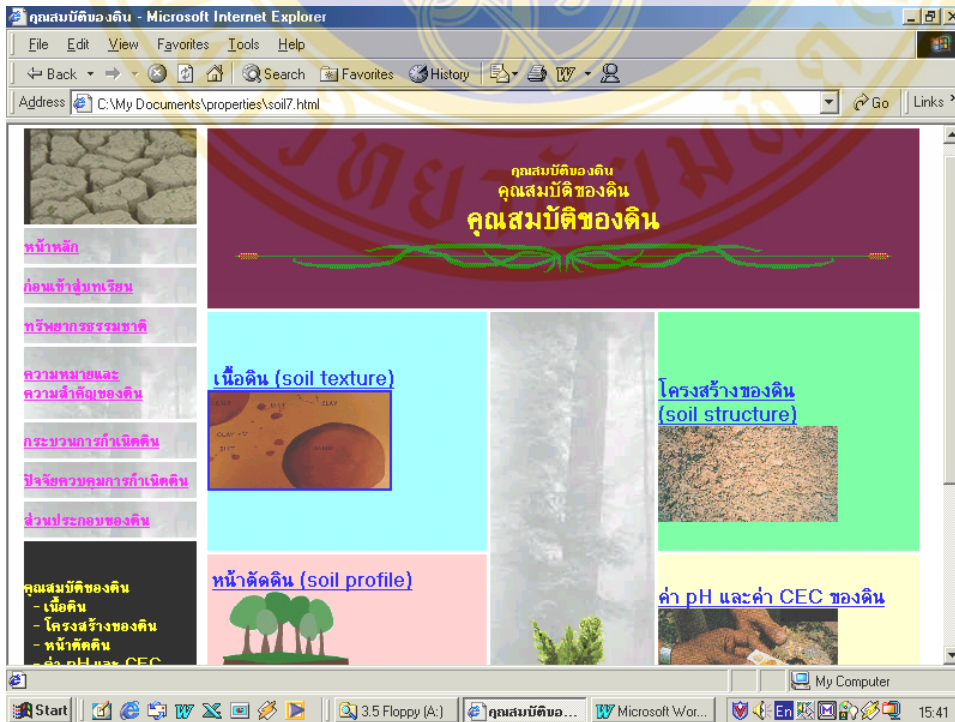 คุณสมบัติของดิน - Microsoft Internet Explorer
File Edit View Favorites Tools Help
Back Search Favorites History
Address C:\My Documents\properties\soil7.html Go Links
คุณสมบัติของดิน
คุณสมบัติของดิน
คุณสมบัติของดิน
หน้าหลัก
ก่อนเข้าสู่บทเรียน
ทรัพยากรธรรมชาติ
ความหมายและ
ความสำคัญของดิน
กระบวนการกำเนิดดิน
ปัจจัยควบคุมการกำเนิดดิน
ส่วนประกอบของดิน
คุณสมบัติของดิน
- เนื้อดิน
- โครงสร้างของดิน
- หน้าตัดดิน
- ค่า pH และ CEC
เนื้อดิน (soil texture)
SILT CLAY
CLAY
SILT
โครงสร้างของดิน
(soil structure)
หน้าตัดดิน (soil profile)
ค่า pH และค่า CEC ของดิน
My Computer
Start 3.5 Floppy (A:) คุณสมบัติขอ... Microsoft Wor... En 15:41